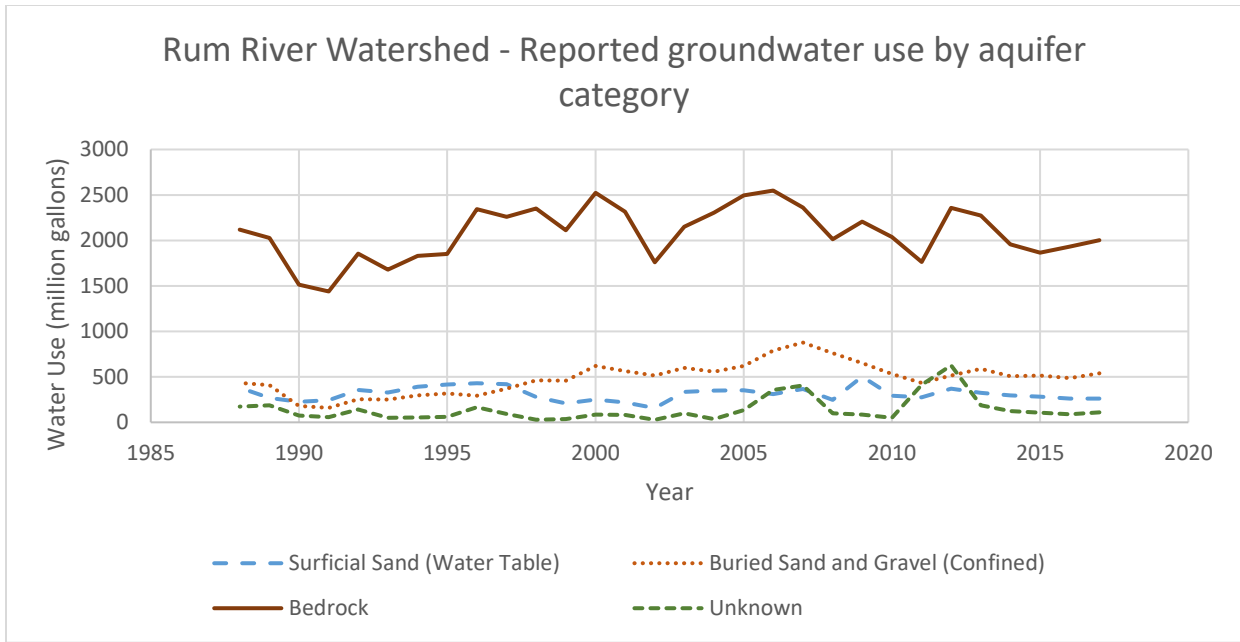 Rum River Watershed - Reported groundwater use by aquifer
category
Water Use (million gallons)
3000
2500
2000
1500
1000
500
0
1985 1990 1995 2000 2005 2010 2015 2020
Year
Surficial Sand (Water Table) Buried Sand and Gravel (Confined)
Bedrock Unknown